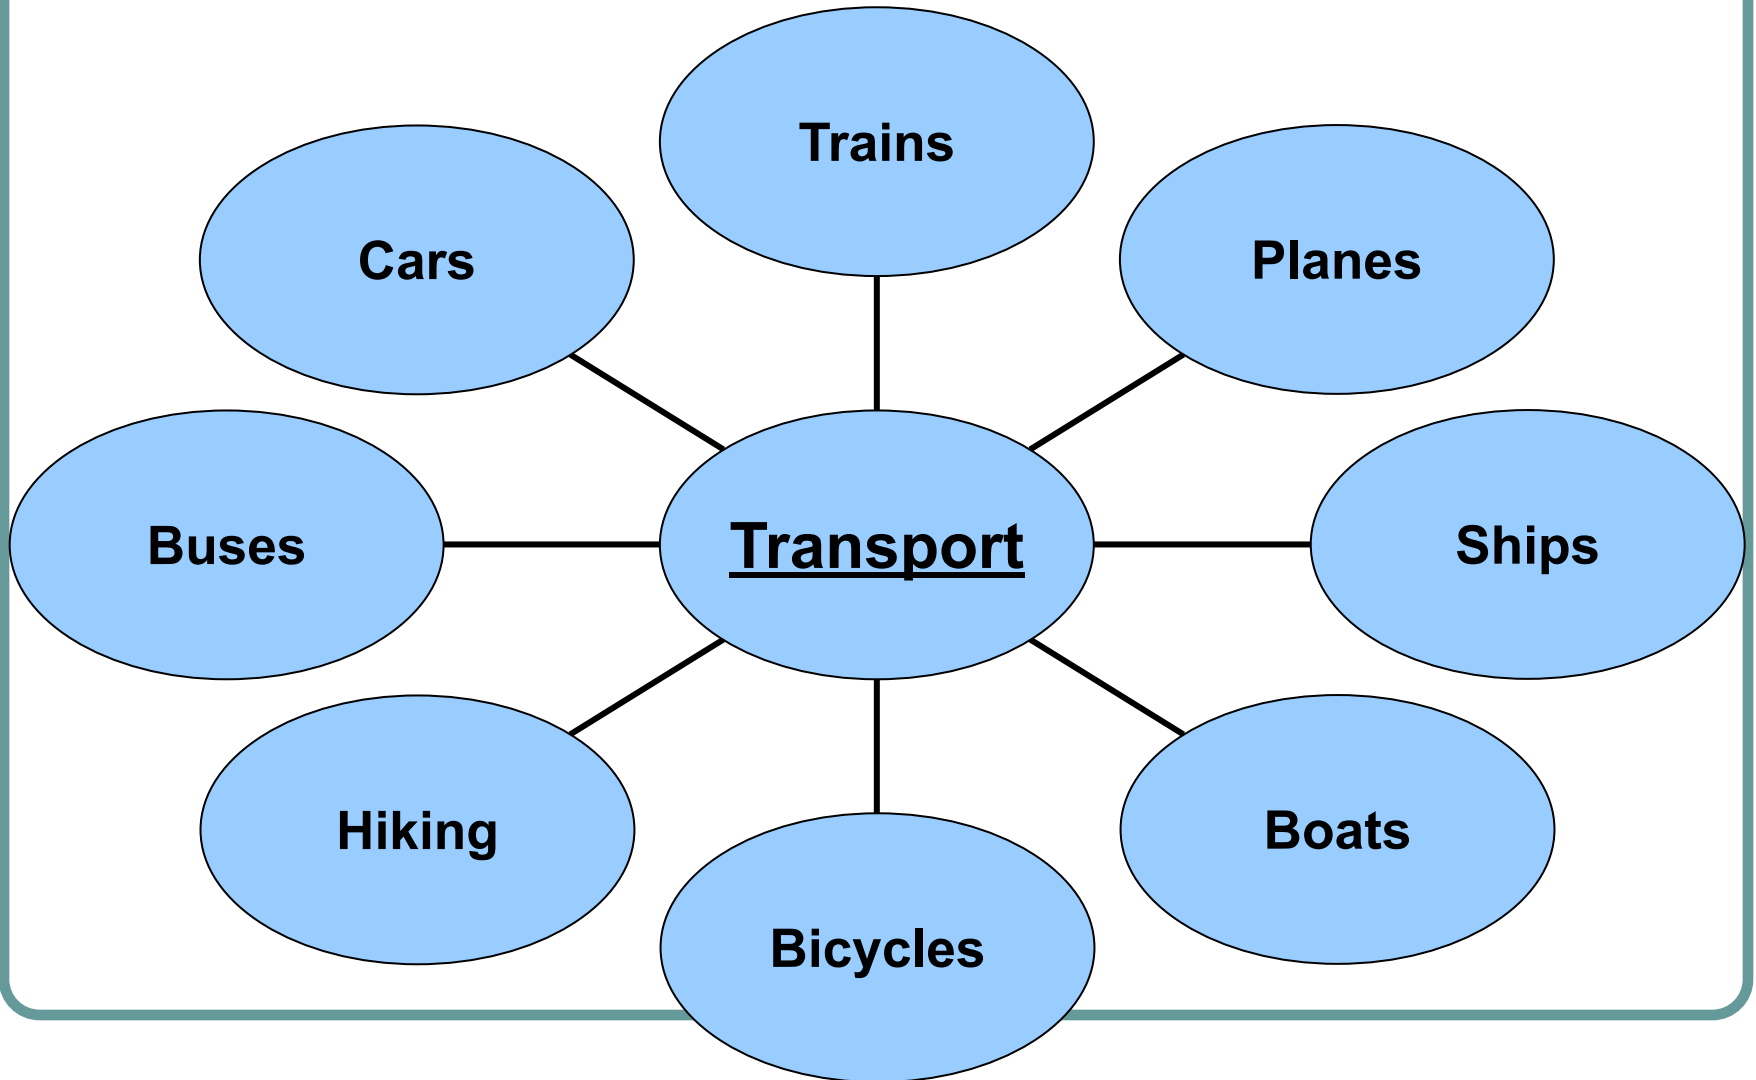 Trains
Cars
Planes
Buses
Transport
Ships
Hiking
Boats
Bicycles